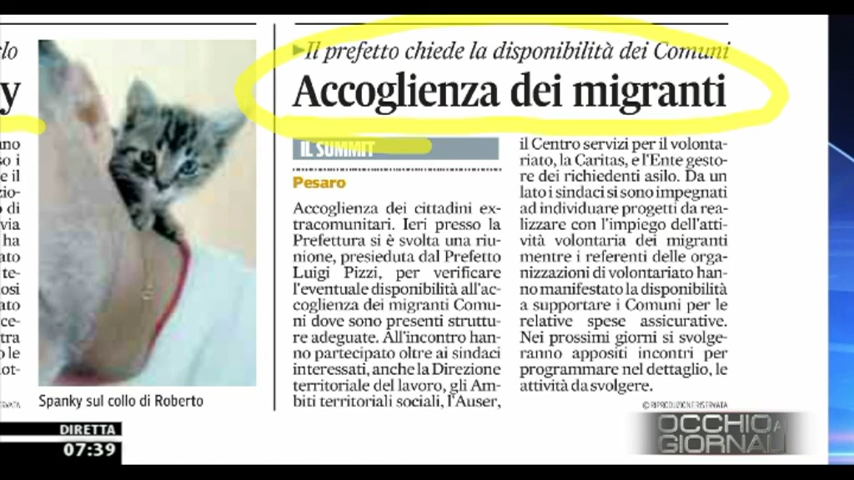 lo
y
Spanky sul collo di Roberto
▸Il prefetto chiede la disponibilità dei Comuni
Accoglienza dei migranti
IL SUMMIT
Pesaro
Accoglienza dei cittadini ex-
tracomunitari. Ieri presso la
Prefettura si è svolta una riu-
nione, presieduta dal Prefetto
Luigi Pizzi, per verificare
l'eventuale disponibilità all'ac-
coglienza dei migranti Comu-
ni dove sono presenti struttu-
re adeguate. All'incontro han-
no partecipato oltre ai sindaci
interessati, anche la Direzione
territoriale del lavoro, gli Am-
biti territoriali sociali, l'Auser,
il Centro servizi per il volonta-
riato, la Caritas, e l'Ente gesto-
re dei richiedenti asilo. Da un
lato i sindaci si sono impegnati
ad individuare progetti da rea-
lizzare con l'impiego dell'atti-
vità volontaria dei migranti
mentre i referenti delle orga-
nizzazioni di volontariato han-
no manifestato la disponibilità
a supportare i Comuni per le
relative spese assicurative.
Nei prossimi giorni si svolge-
ranno appositi incontri per
programmare nel dettaglio, le
attività da svolgere.
© RIPRODUZIONE RISERVATA
DIRETTA
07:39
OCCHIO AI
GIORNALI